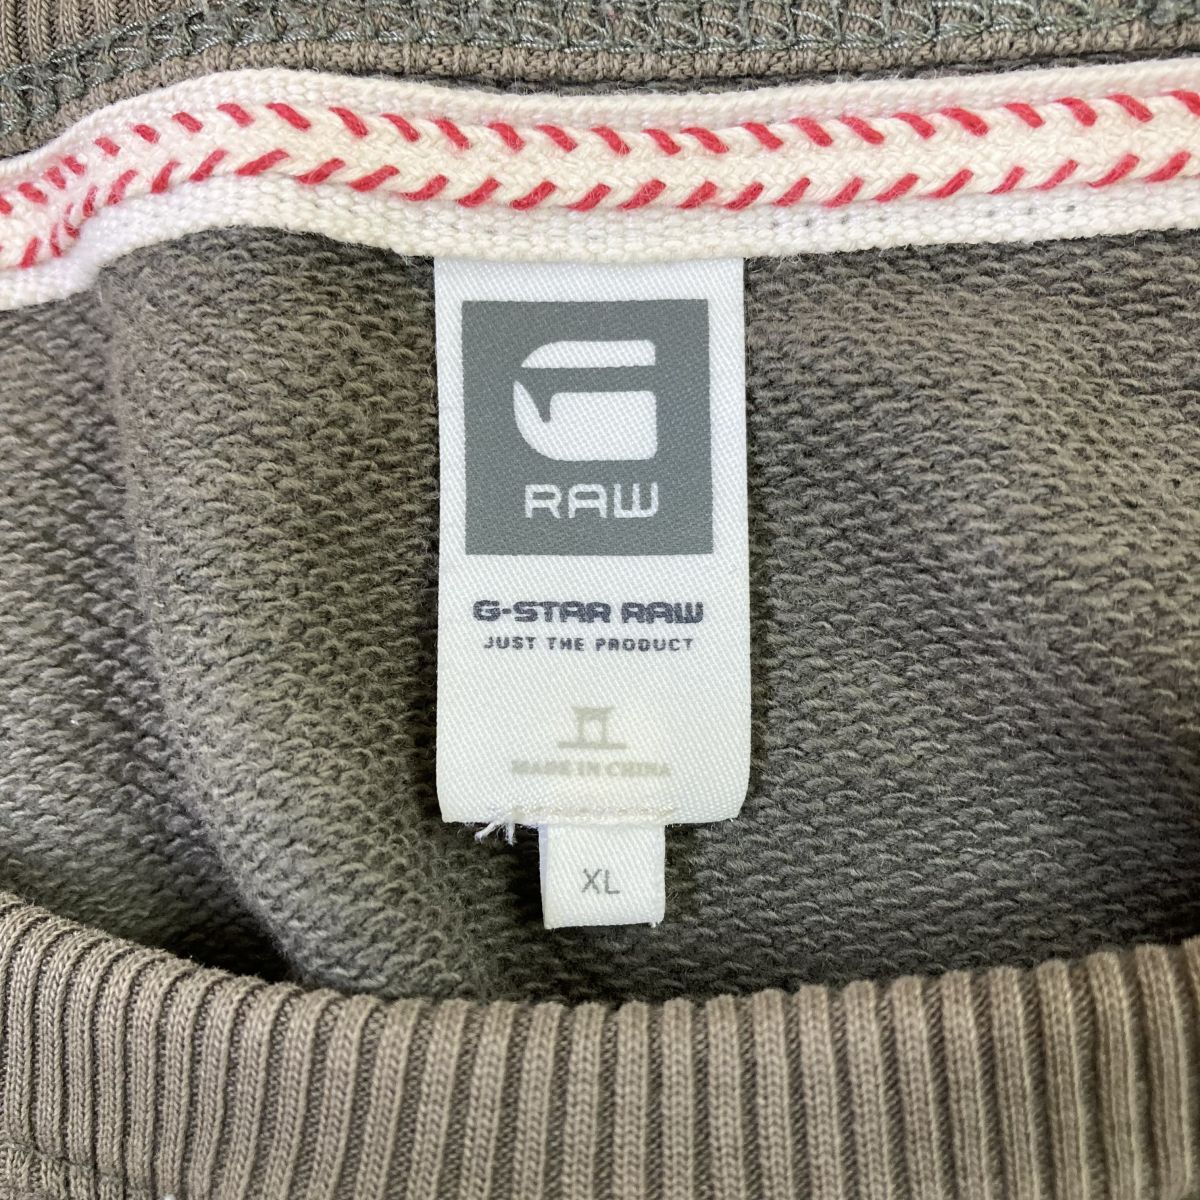 RAW
G-STAR RAW
JUST THE PRODUCT
MADE IN CHINA
XL